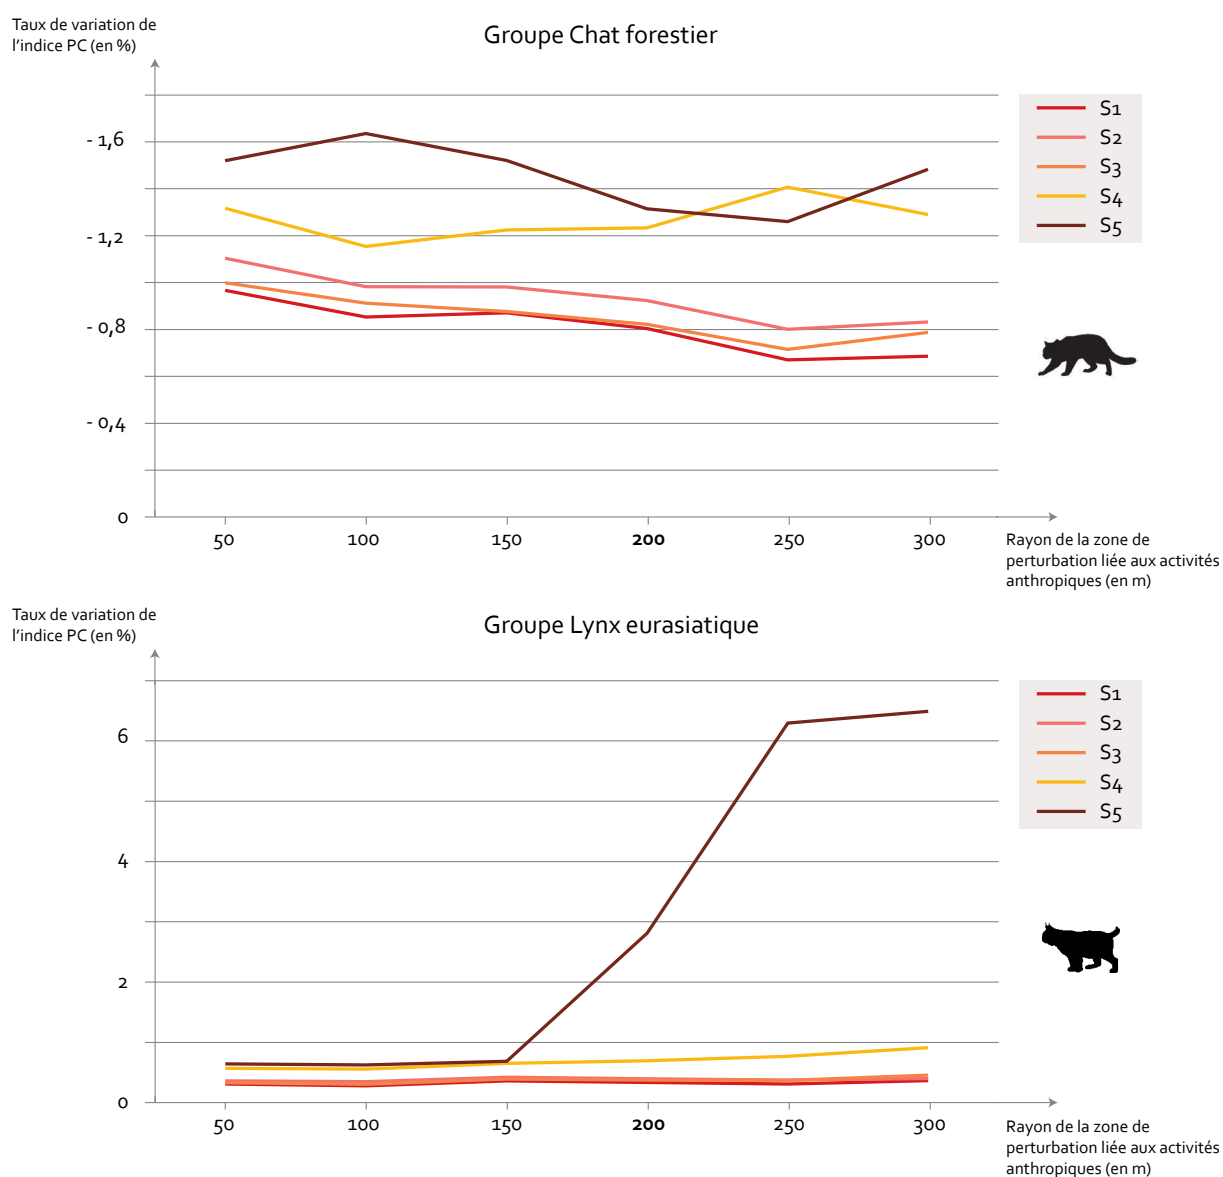 Taux de variation de
l'indice PC (en %)
Groupe Chat forestier
S1
S2
S3
S4
S5
- 1,6
- 1,2
- 0,8
- 0,4
0
50 100 150 200 250 300
Rayon de la zone de
perturbation liée aux activités
anthropiques (en m)
Taux de variation de
l'indice PC (en %)
Groupe Lynx eurasiatique
S1
S2
S3
S4
S5
6
4
2
0
50 100 150 200 250 300
Rayon de la zone de
perturbation liée aux activités
anthropiques (en m)